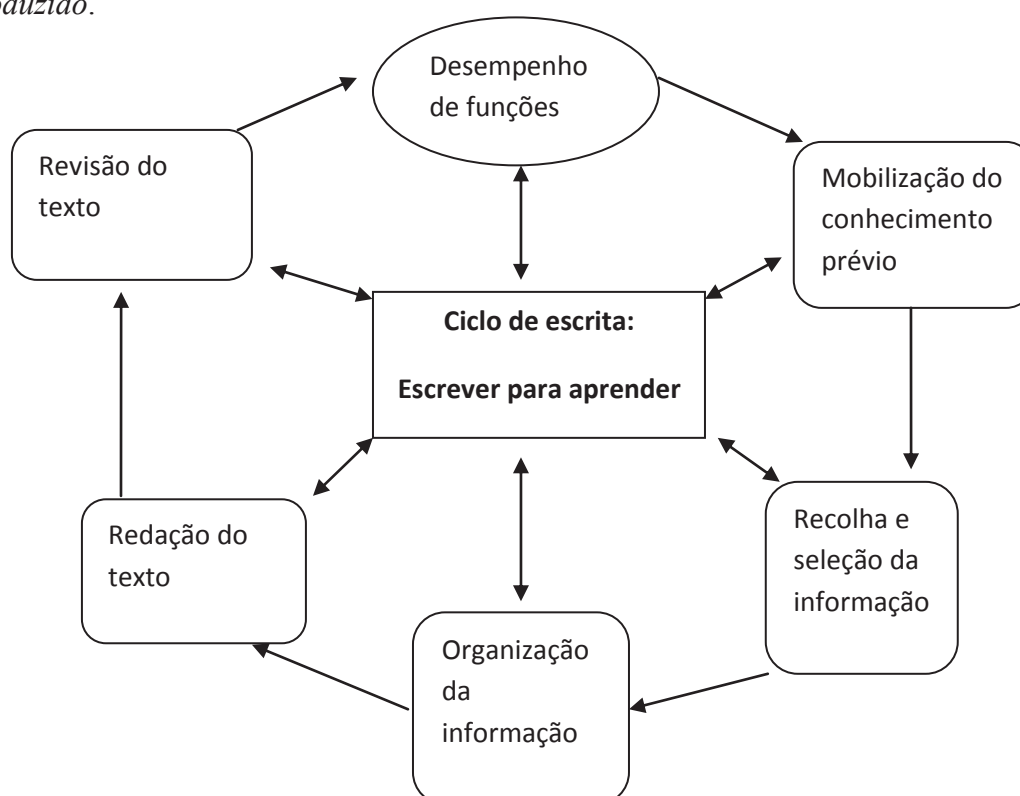 Desempenho
de funções
Revisão do
texto
Mobilização do
conhecimento
prévio
Ciclo de escrita:
Escrever para aprender
Redação do
texto
Recolha e
seleção da
informação
Organização
da
informação